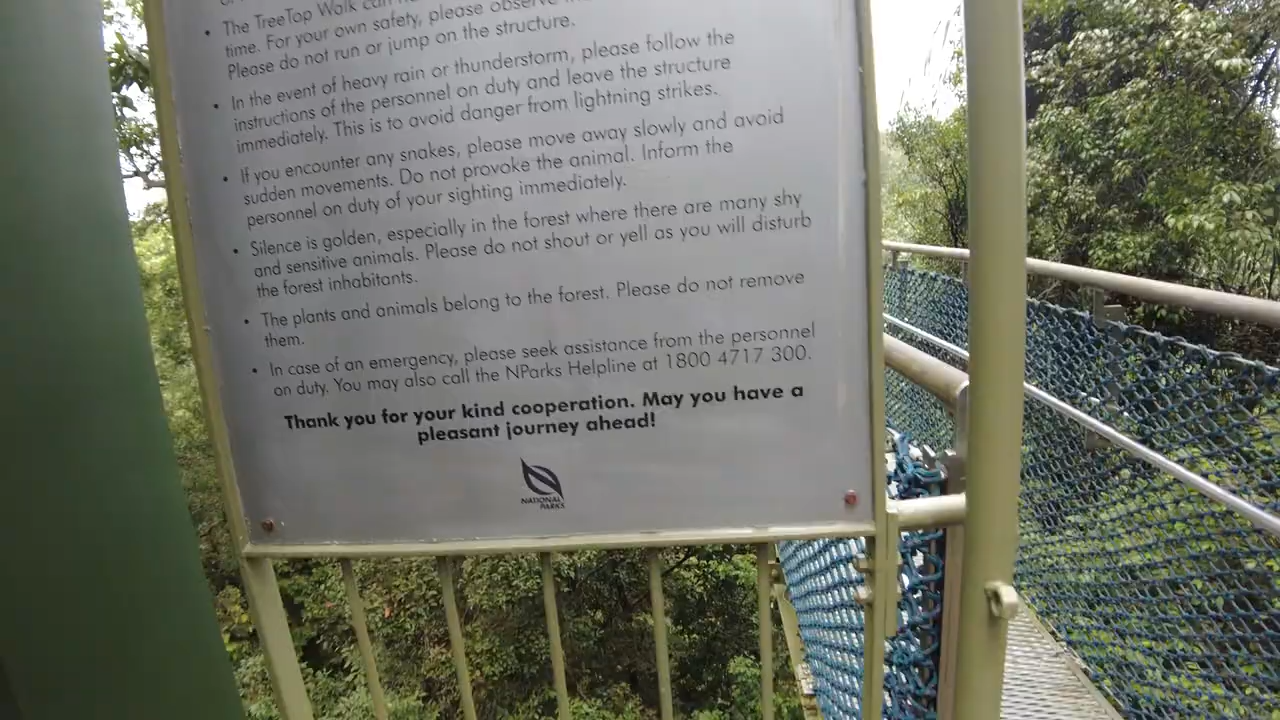 • The TreeTop Walk can
time. For your own safety, please observe
Please do not run or jump on the structure.
• In the event of heavy rain or thunderstorm, please follow the
instructions of the personnel on duty and leave the structure
immediately. This is to avoid danger from lightning strikes.
• If you encounter any snakes, please move away slowly and avoid
sudden movements. Do not provoke the animal. Inform the
personnel on duty of your sighting immediately.
• Silence is golden, especially in the forest where there are many shy
and sensitive animals. Please do not shout or yell as you will disturb
the forest inhabitants.
• The plants and animals belong to the forest. Please do not remove
them.
• In case of an emergency, please seek assistance from the personnel
on duty. You may also call the NParks Helpline at 1800 4717 300.
Thank you for your kind cooperation. May you have a
pleasant journey ahead!
NATIONAL
PARKS